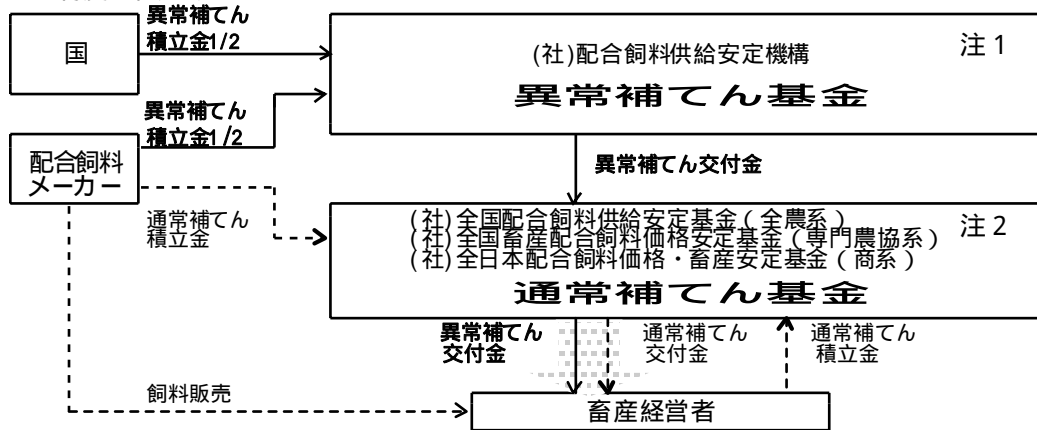 異常補てん
積立金1/2
国
(社)配合飼料供給安定機構
注1
異常補てん基金
異常補てん
積立金1/2
配合飼料
メーカー
異常補てん交付金
通常補てん
積立金
(社)全国配合飼料供給安定基金(全農系)
(社)全国畜産配合飼料価格安定基金(専門農協系)
(社)全日本配合飼料価格・畜産安定基金(商系)
注2
通常補てん基金
異常補てん
交付金
通常補てん
交付金
通常補てん
積立金
飼料販売
畜産経営者